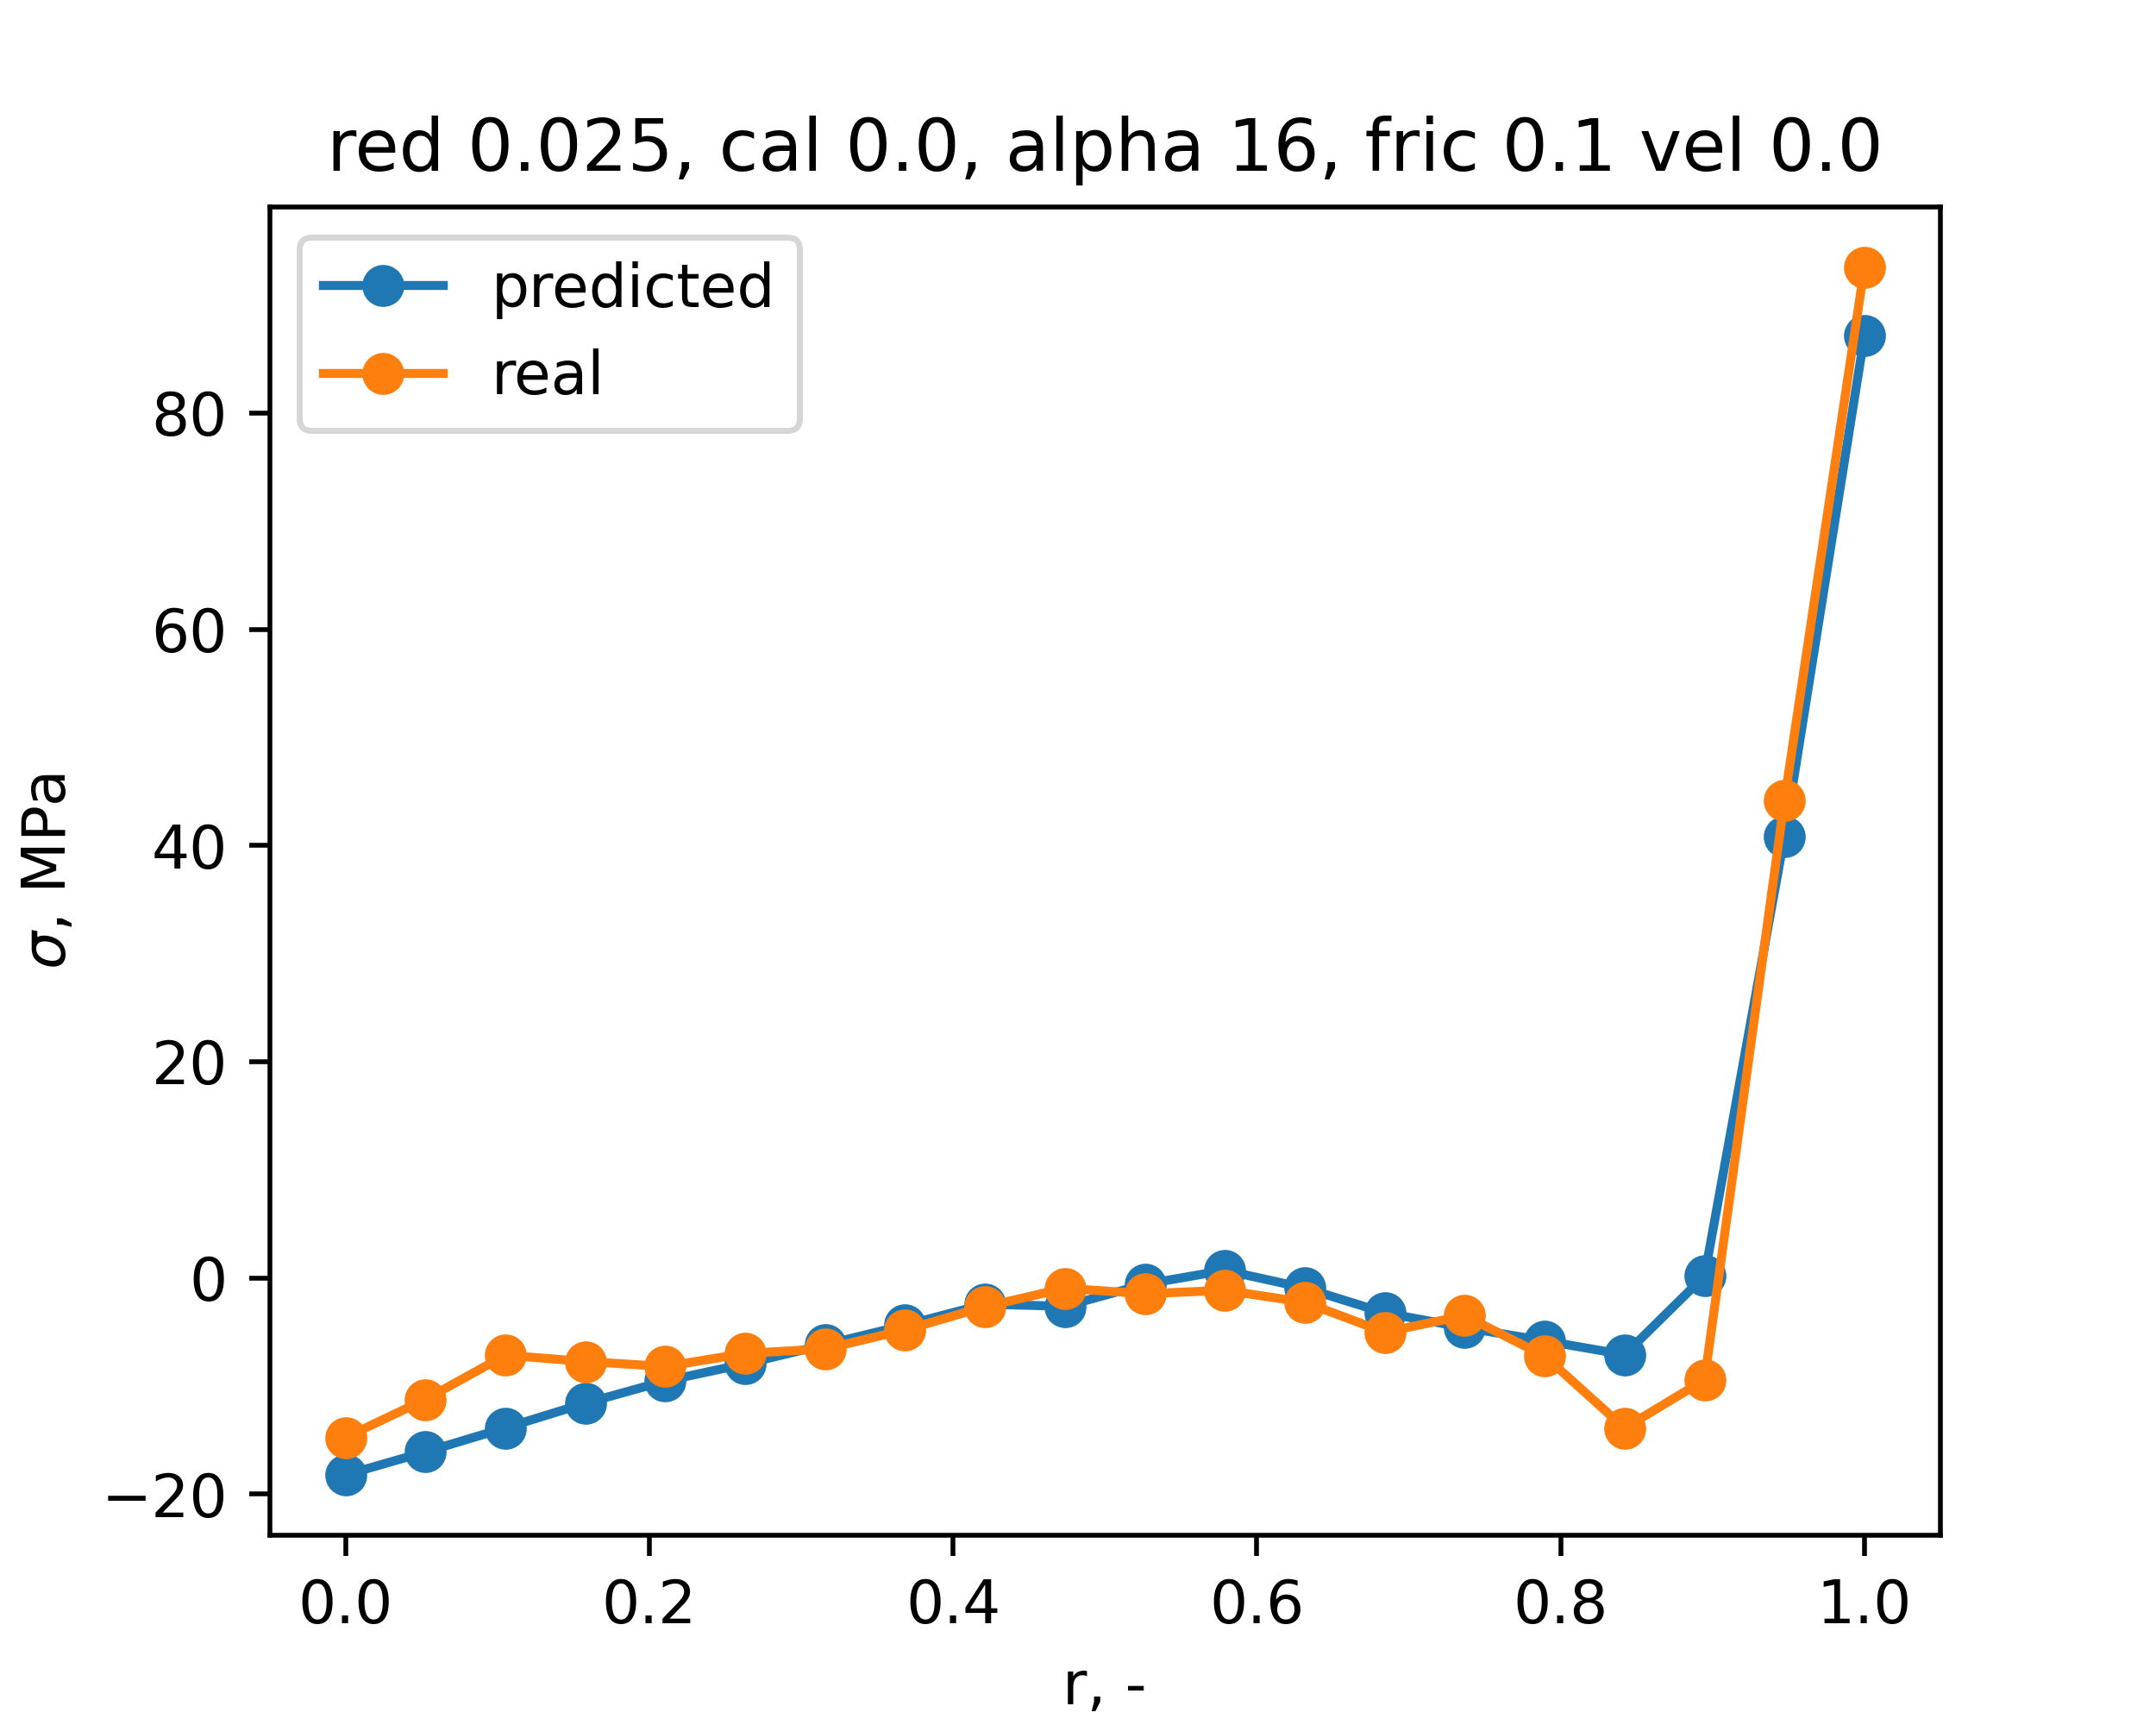 red 0.025, cal 0.0, alpha 16, fric 0.1 vel 0.0
predicted
real
80
60
40
20
0
−20
σ, MPa
0.0 0.2 0.4 0.6 0.8 1.0
r, -